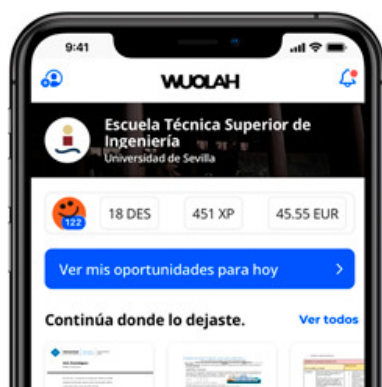 9:41
WUOLAH
Escuela Técnica Superior de
Ingeniería
Universidad de Sevilla
122
18 DES
451 XP
45.55 EUR
Ver mis oportunidades para hoy
Continúa donde lo dejaste.
Ver todos